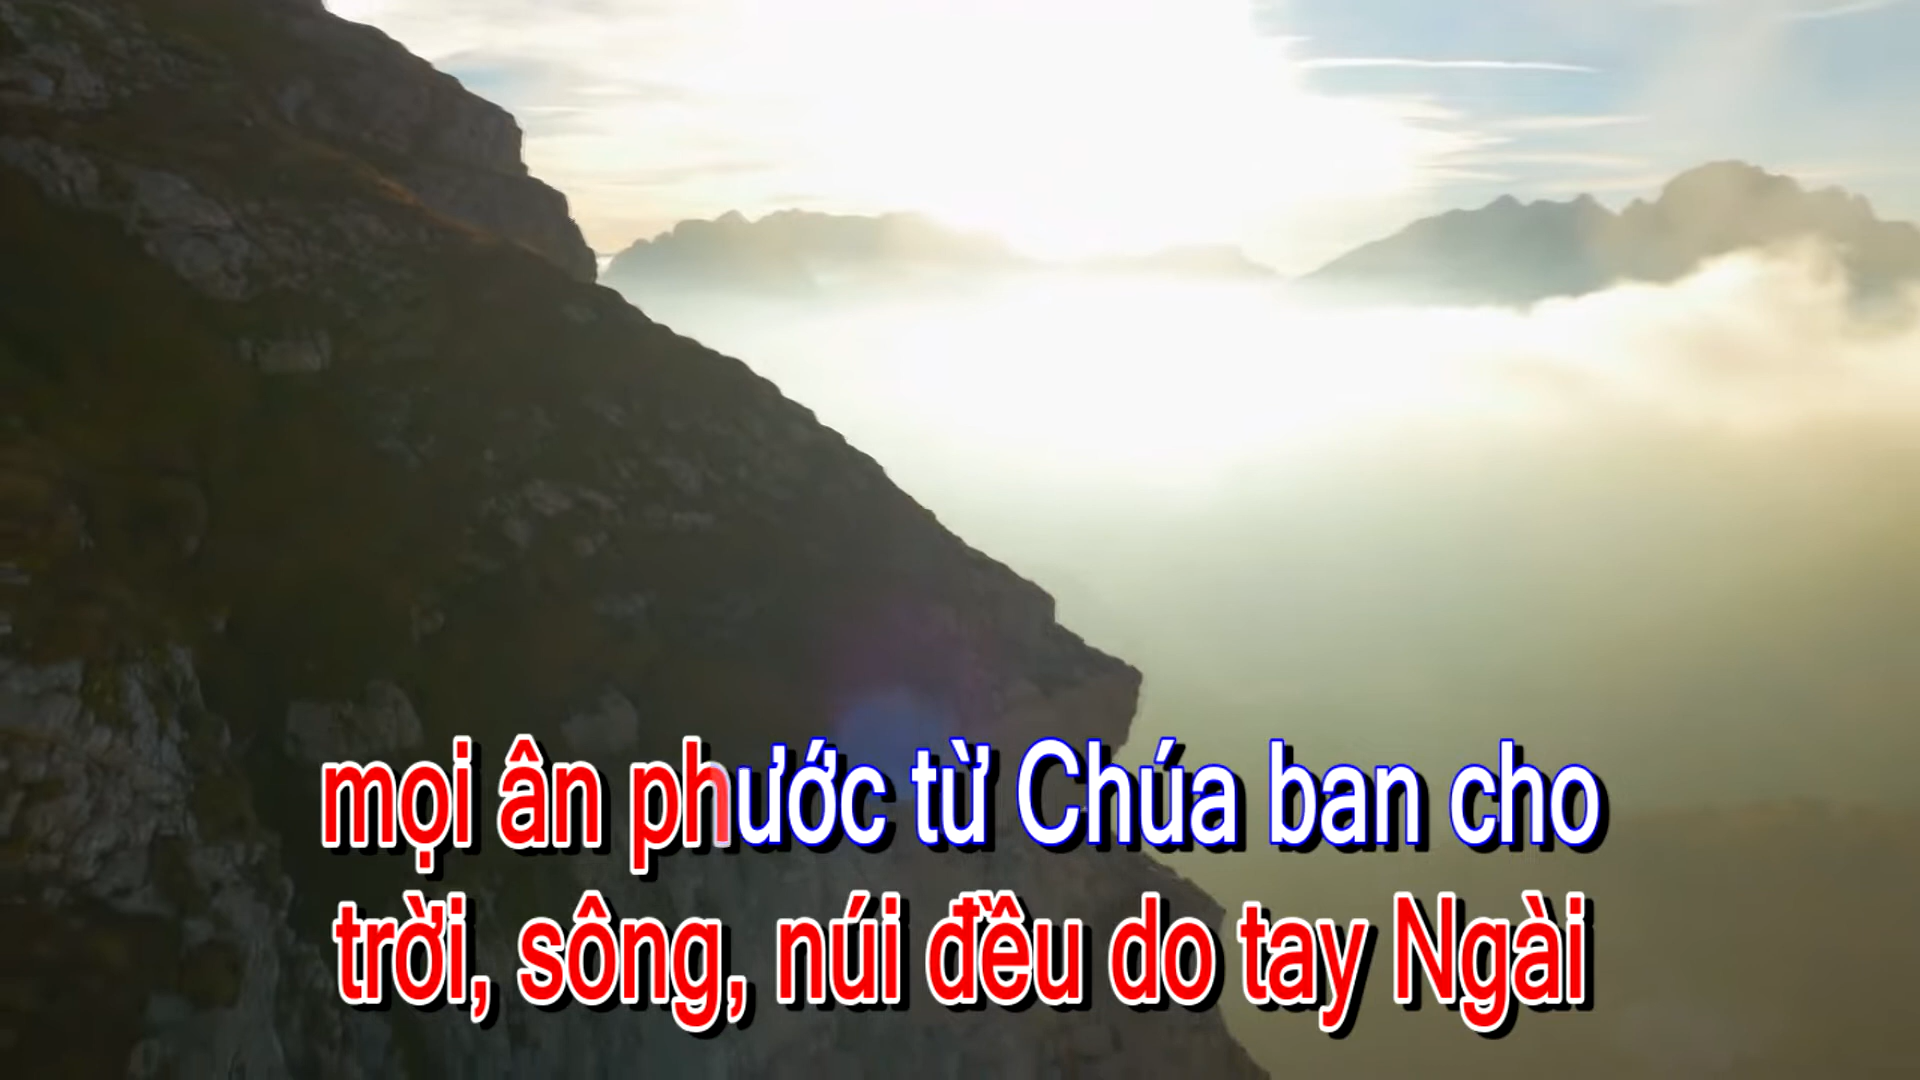 mọi ân phước từ Chúa ban cho
trời, sông, núi đều do tay Ngài